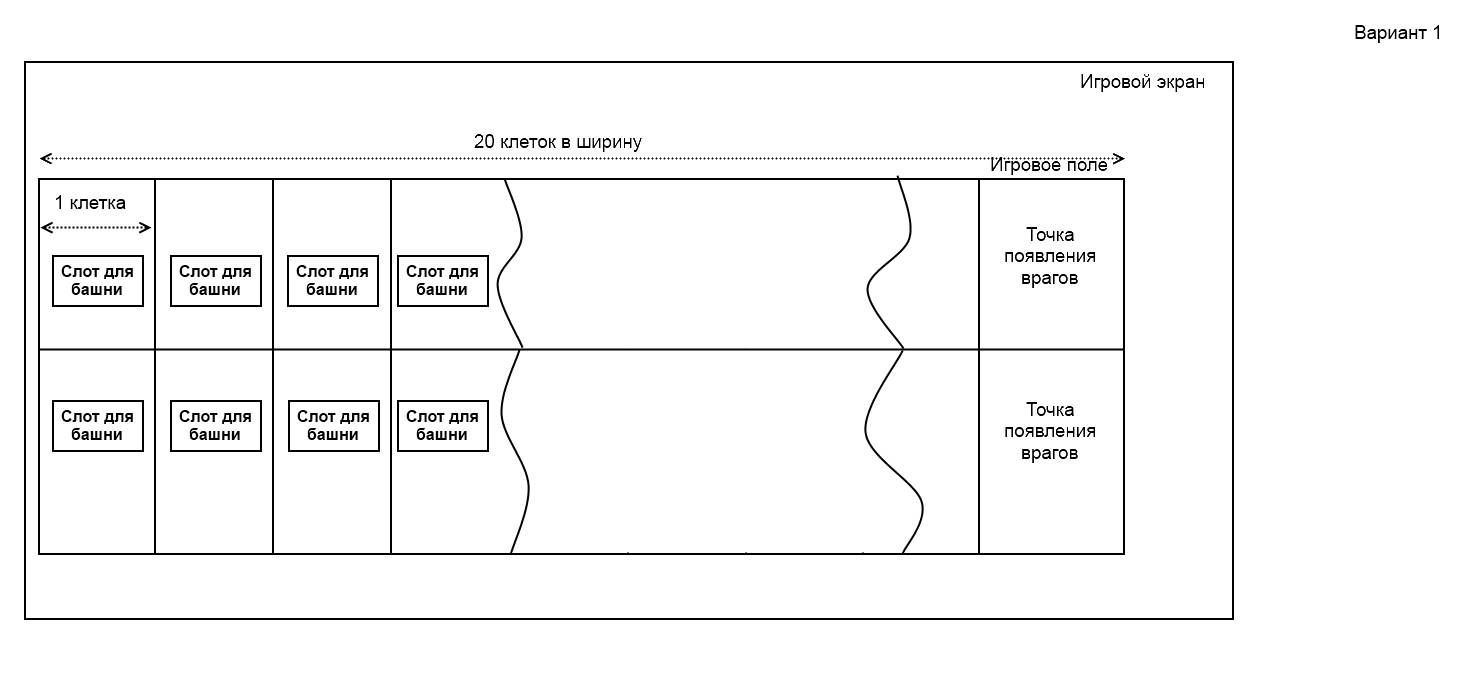 Вариант 1
Игровой экран
20 клеток в ширину
Игровое поле
1 клетка
Слот для
башни
Слот для
башни
Слот для
башни
Слот для
башни
Точка
появления
врагов
Слот для
башни
Слот для
башни
Слот для
башни
Слот для
башни
Точка
появления
врагов